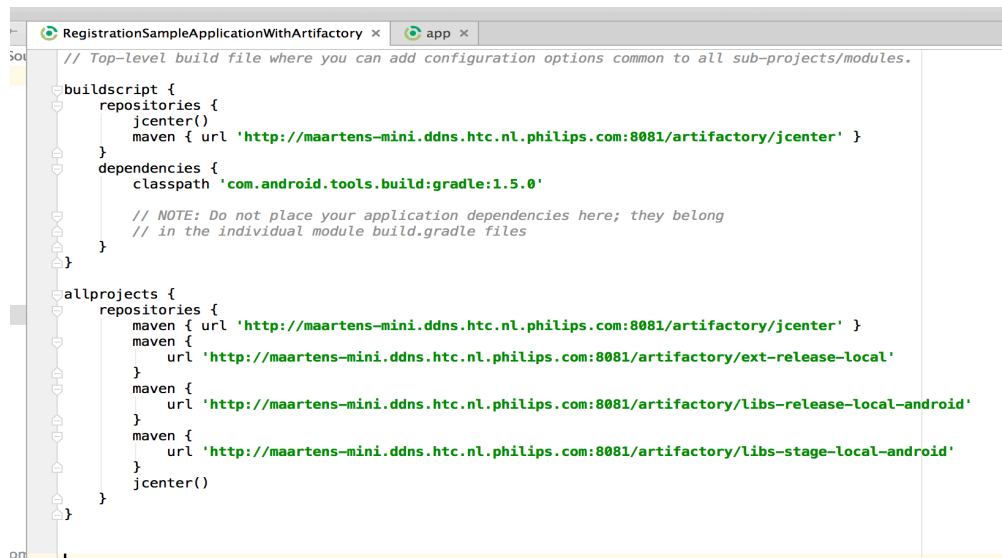 RegistrationSampleApplicationWithArtifactory × app ×
// Top-level build file where you can add configuration options common to all sub-projects/modules.
buildscript {
    repositories {
        jcenter()
        maven { url 'http://maartens-mini.ddns.htc.nl.philips.com:8081/artifactory/jcenter' }
    }
    dependencies {
        classpath 'com.android.tools.build:gradle:1.5.0'
        // NOTE: Do not place your application dependencies here; they belong
        // in the individual module build.gradle files
    }
}
allprojects {
    repositories {
        maven { url 'http://maartens-mini.ddns.htc.nl.philips.com:8081/artifactory/jcenter' }
        maven {
            url 'http://maartens-mini.ddns.htc.nl.philips.com:8081/artifactory/ext-release-local'
        }
        maven {
            url 'http://maartens-mini.ddns.htc.nl.philips.com:8081/artifactory/libs-release-local-android'
        }
        maven {
            url 'http://maartens-mini.ddns.htc.nl.philips.com:8081/artifactory/libs-stage-local-android'
        }
        jcenter()
    }
}